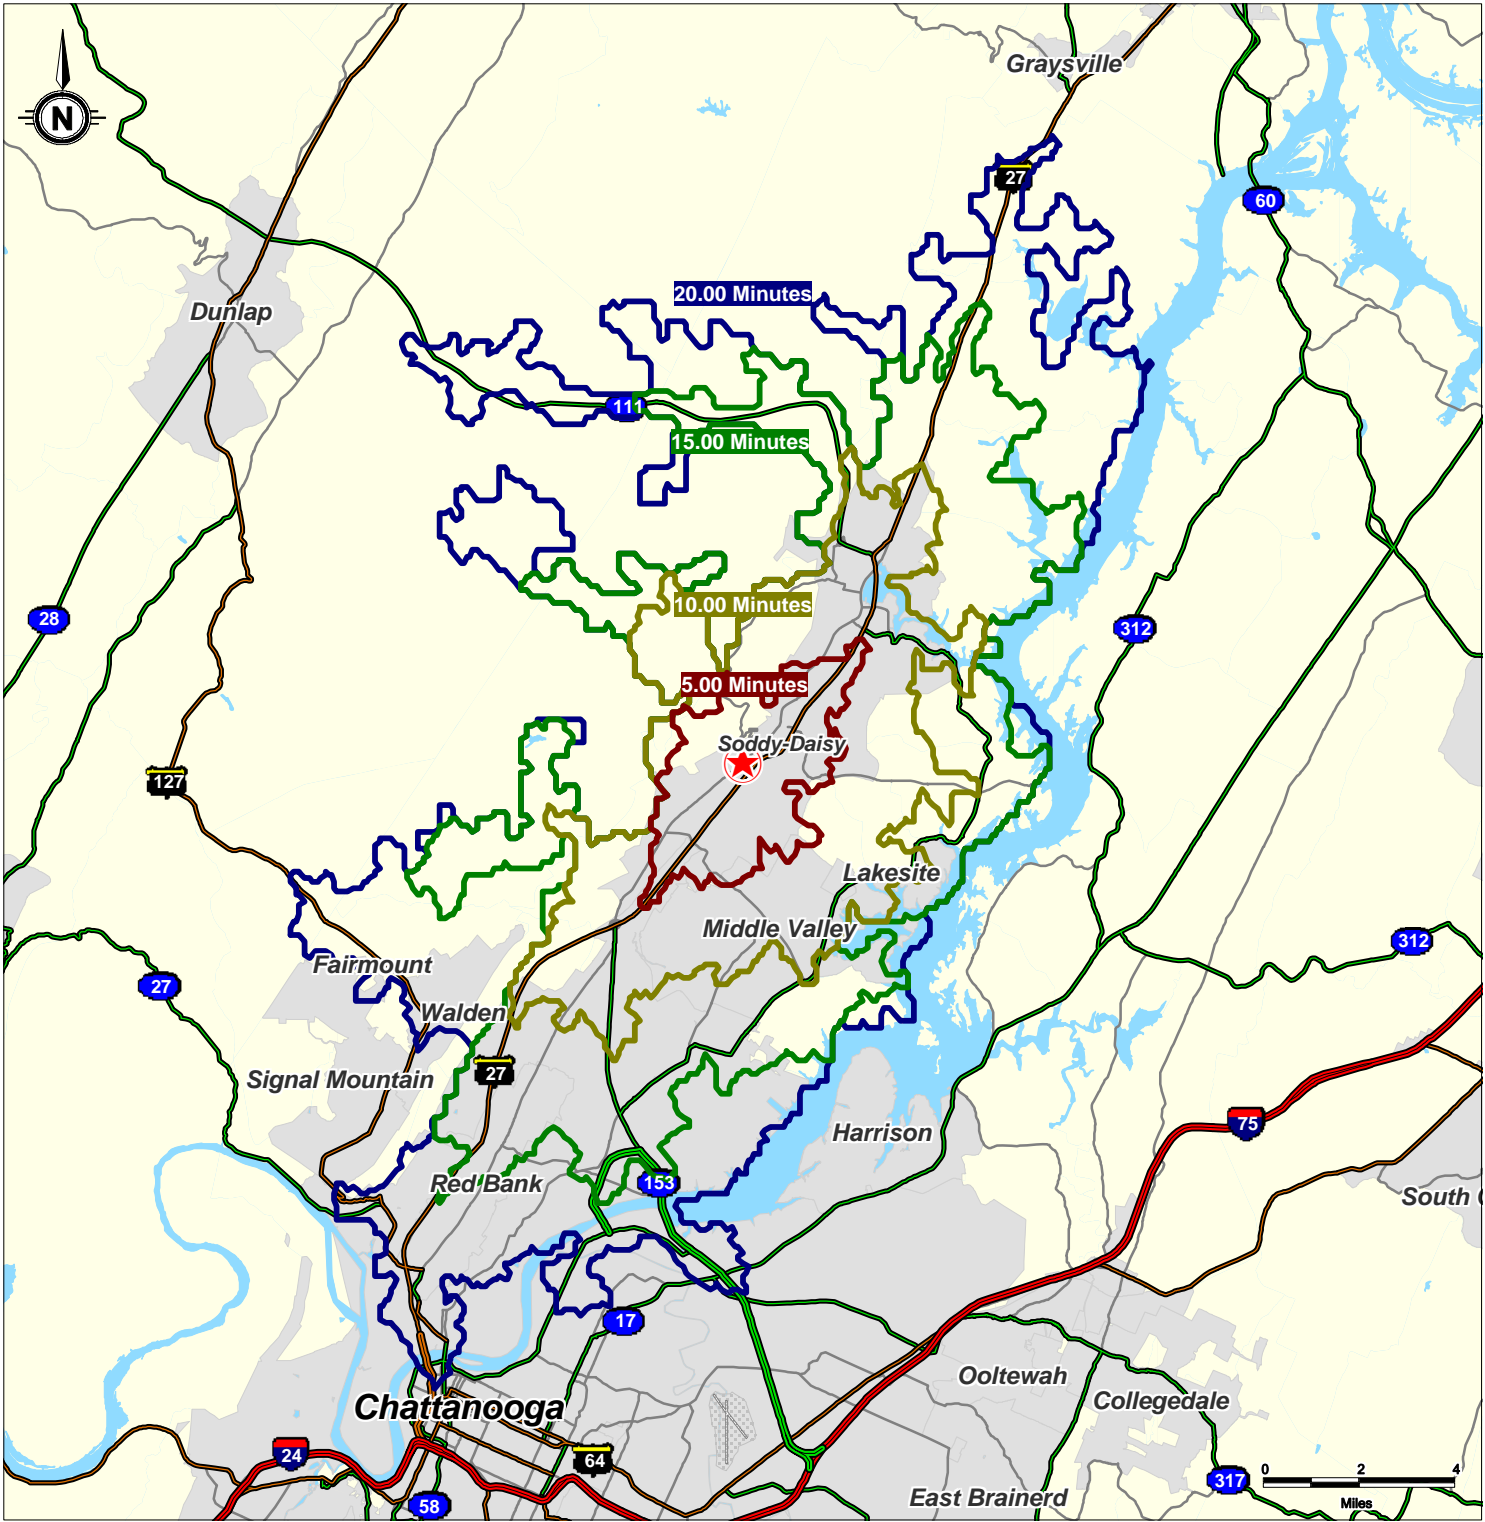 Graysville
N
27
60
Dunlap
20.00 Minutes
111
15.00 Minutes
10.00 Minutes
28
312
5.00 Minutes
Soddy-Daisy
127
Lakesite
Middle Valley
312
Fairmount
27
Walden
27
Signal Mountain
75
Harrison
Red Bank
153
South
17
Ooltewah
Collegedale
Chattanooga
24
64
0 2 4
Miles
317
58
East Brainerd